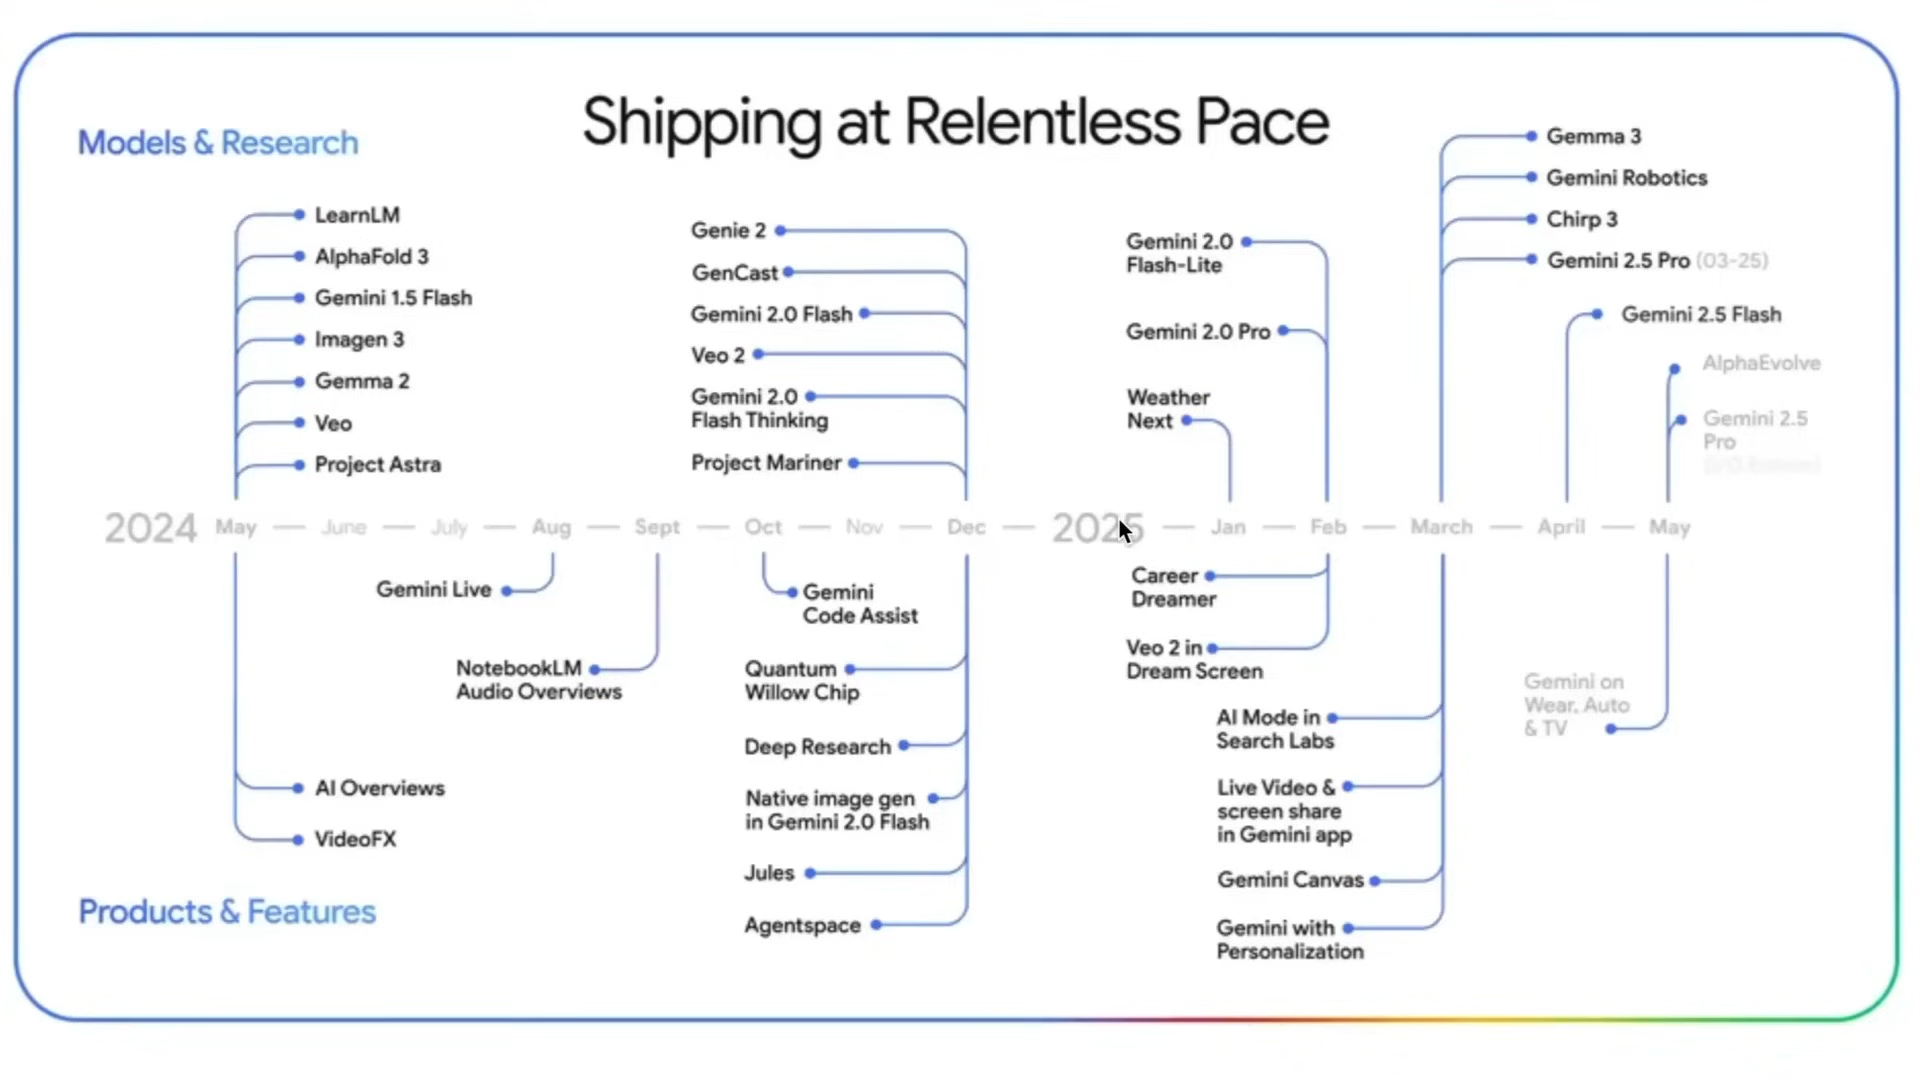 Shipping at Relentless Pace
Models & Research
LearnLM
AlphaFold 3
Gemini 1.5 Flash
Imagen 3
Gemma 2
Veo
Project Astra
Genie 2
GenCast
Gemini 2.0 Flash
Veo 2
Gemini 2.0
Flash Thinking
Project Mariner
Gemini 2.0
Flash-Lite
Gemini 2.0 Pro
Weather
Next
Gemma 3
Gemini Robotics
Chirp 3
Gemini 2.5 Pro (03-25)
Gemini 2.5 Flash
AlphaEvolve
Gemini 2.5
Pro
2024 May June July Aug Sept Oct Nov Dec 2025 Jan Feb March April May
Gemini Live
NotebookLM
Audio Overviews
AI Overviews
VideoFX
Gemini
Code Assist
Quantum
Willow Chip
Deep Research
Native image gen
in Gemini 2.0 Flash
Jules
Agentspace
Career
Dreamer
Veo 2 in
Dream Screen
AI Mode in
Search Labs
Live Video &
screen share
in Gemini app
Gemini Canvas
Gemini with
Personalization
Gemini on
Wear, Auto
& TV
Products & Features